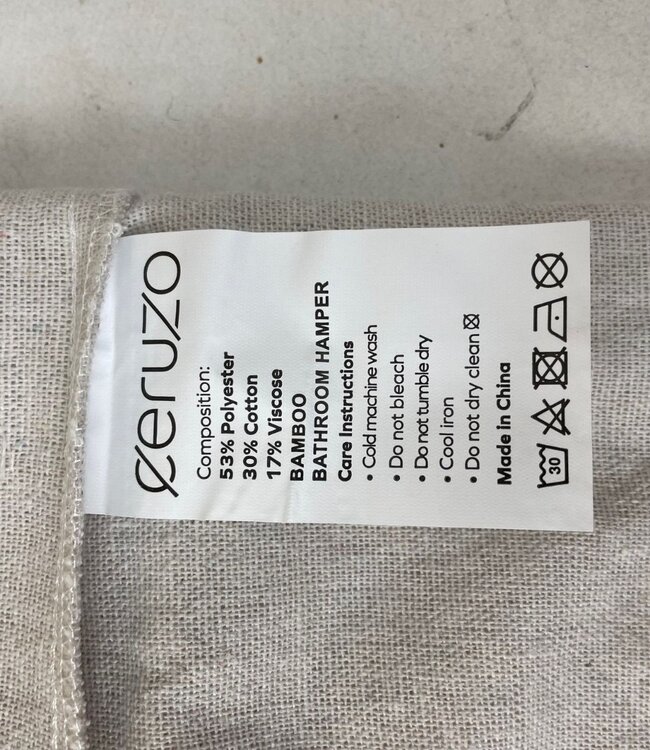 ceruzo
Composition:
53% Polyester
30% Cotton
17% Viscose
BAMBOO
BATHROOM HAMPER
Care Instructions
• Cold machine wash
• Do not bleach
• Do not tumble dry
• Cool iron
• Do not dry clean
Made in China
30